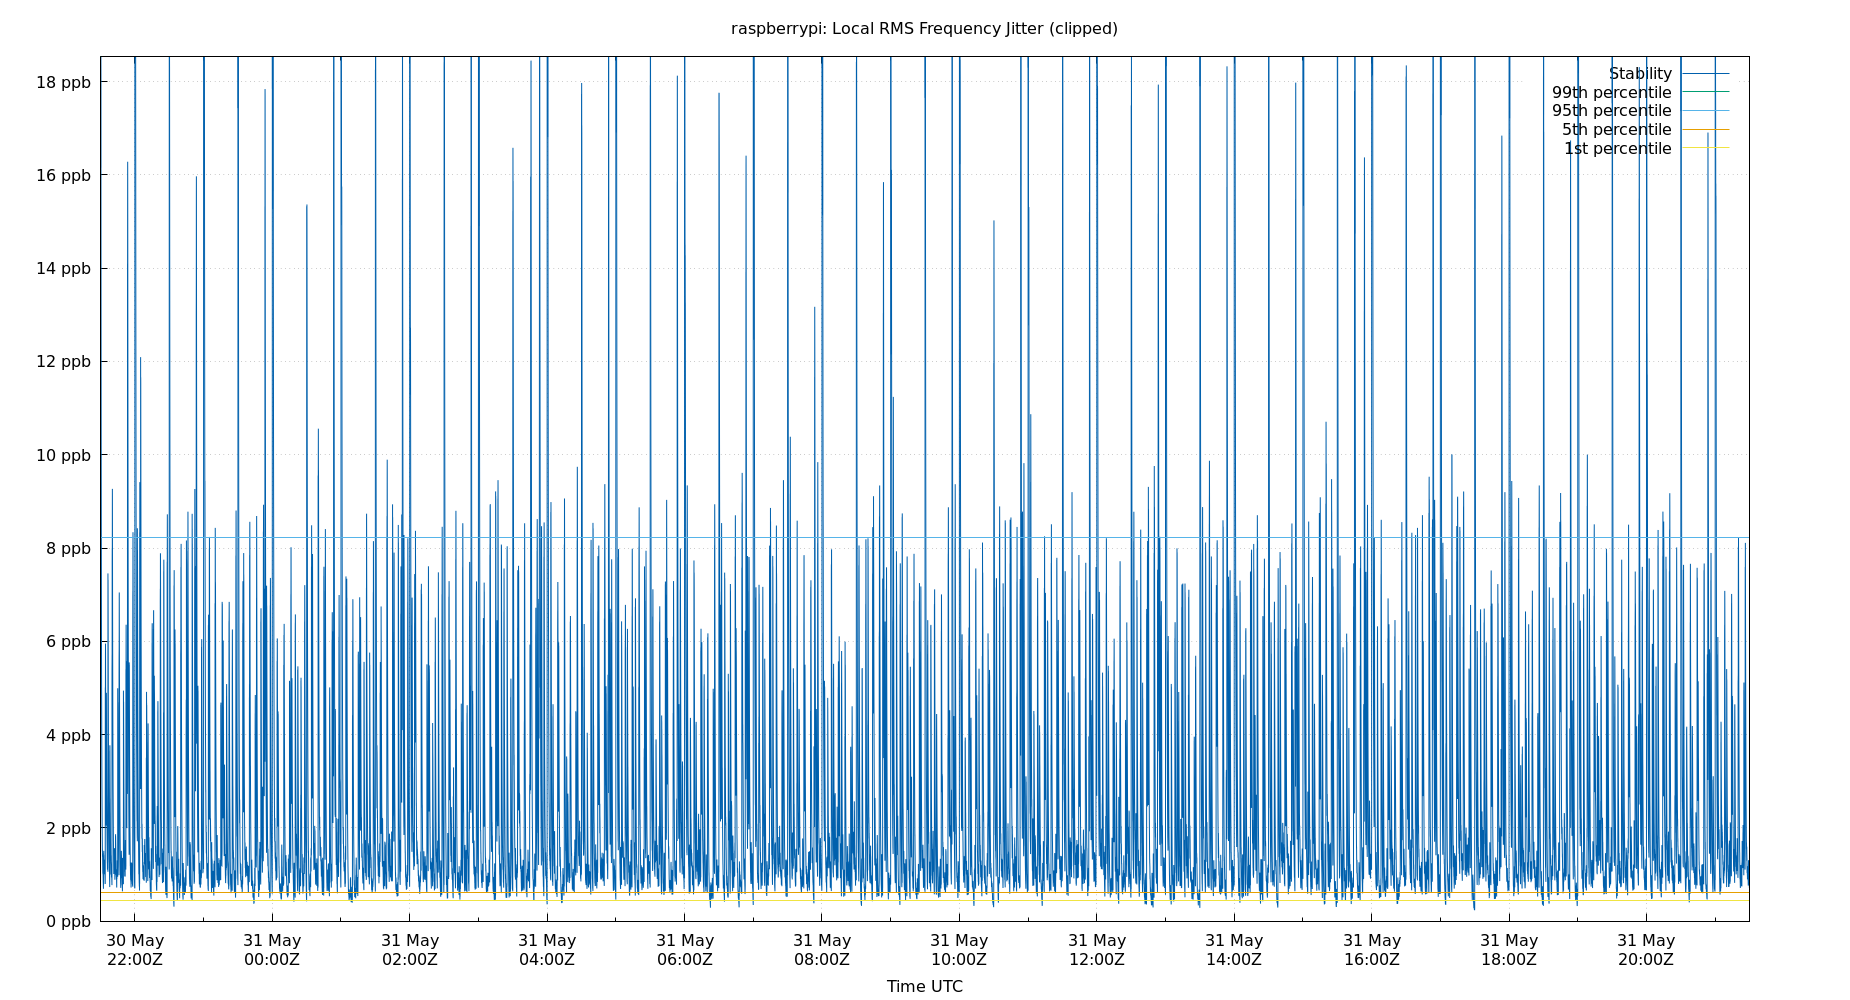 raspberrypi: Local RMS Frequency Jitter (clipped)
18 ppb
16 ppb
14 ppb
12 ppb
10 ppb
8 ppb
6 ppb
4 ppb
2 ppb
0 ppb
Stability
99th percentile
95th percentile
5th percentile
1st percentile
30 May 31 May 31 May 31 May 31 May 31 May 31 May 31 May 31 May 31 May 31 May 31 May
22:00Z 00:00Z 02:00Z 04:00Z 06:00Z 08:00Z 10:00Z 12:00Z 14:00Z 16:00Z 18:00Z 20:00Z
Time UTC